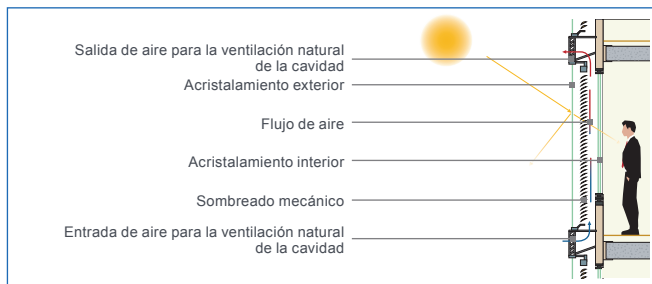 Salida de aire para la ventilación natural
de la cavidad
Acristalamiento exterior
Flujo de aire
Acristalamiento interior
Sombreado mecánico
Entrada de aire para la ventilación natural
de la cavidad